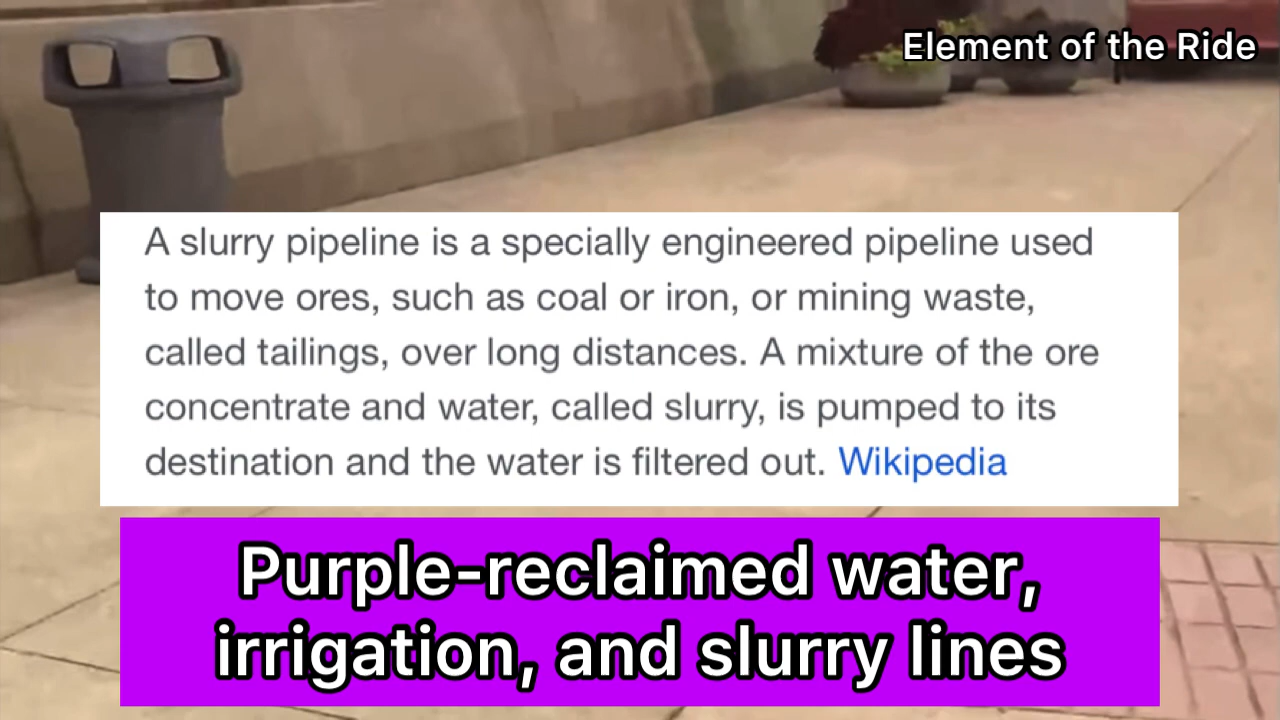 Element of the Ride
A slurry pipeline is a specially engineered pipeline used
to move ores, such as coal or iron, or mining waste,
called tailings, over long distances. A mixture of the ore
concentrate and water, called slurry, is pumped to its
destination and the water is filtered out. Wikipedia
Purple-reclaimed water,
irrigation, and slurry lines